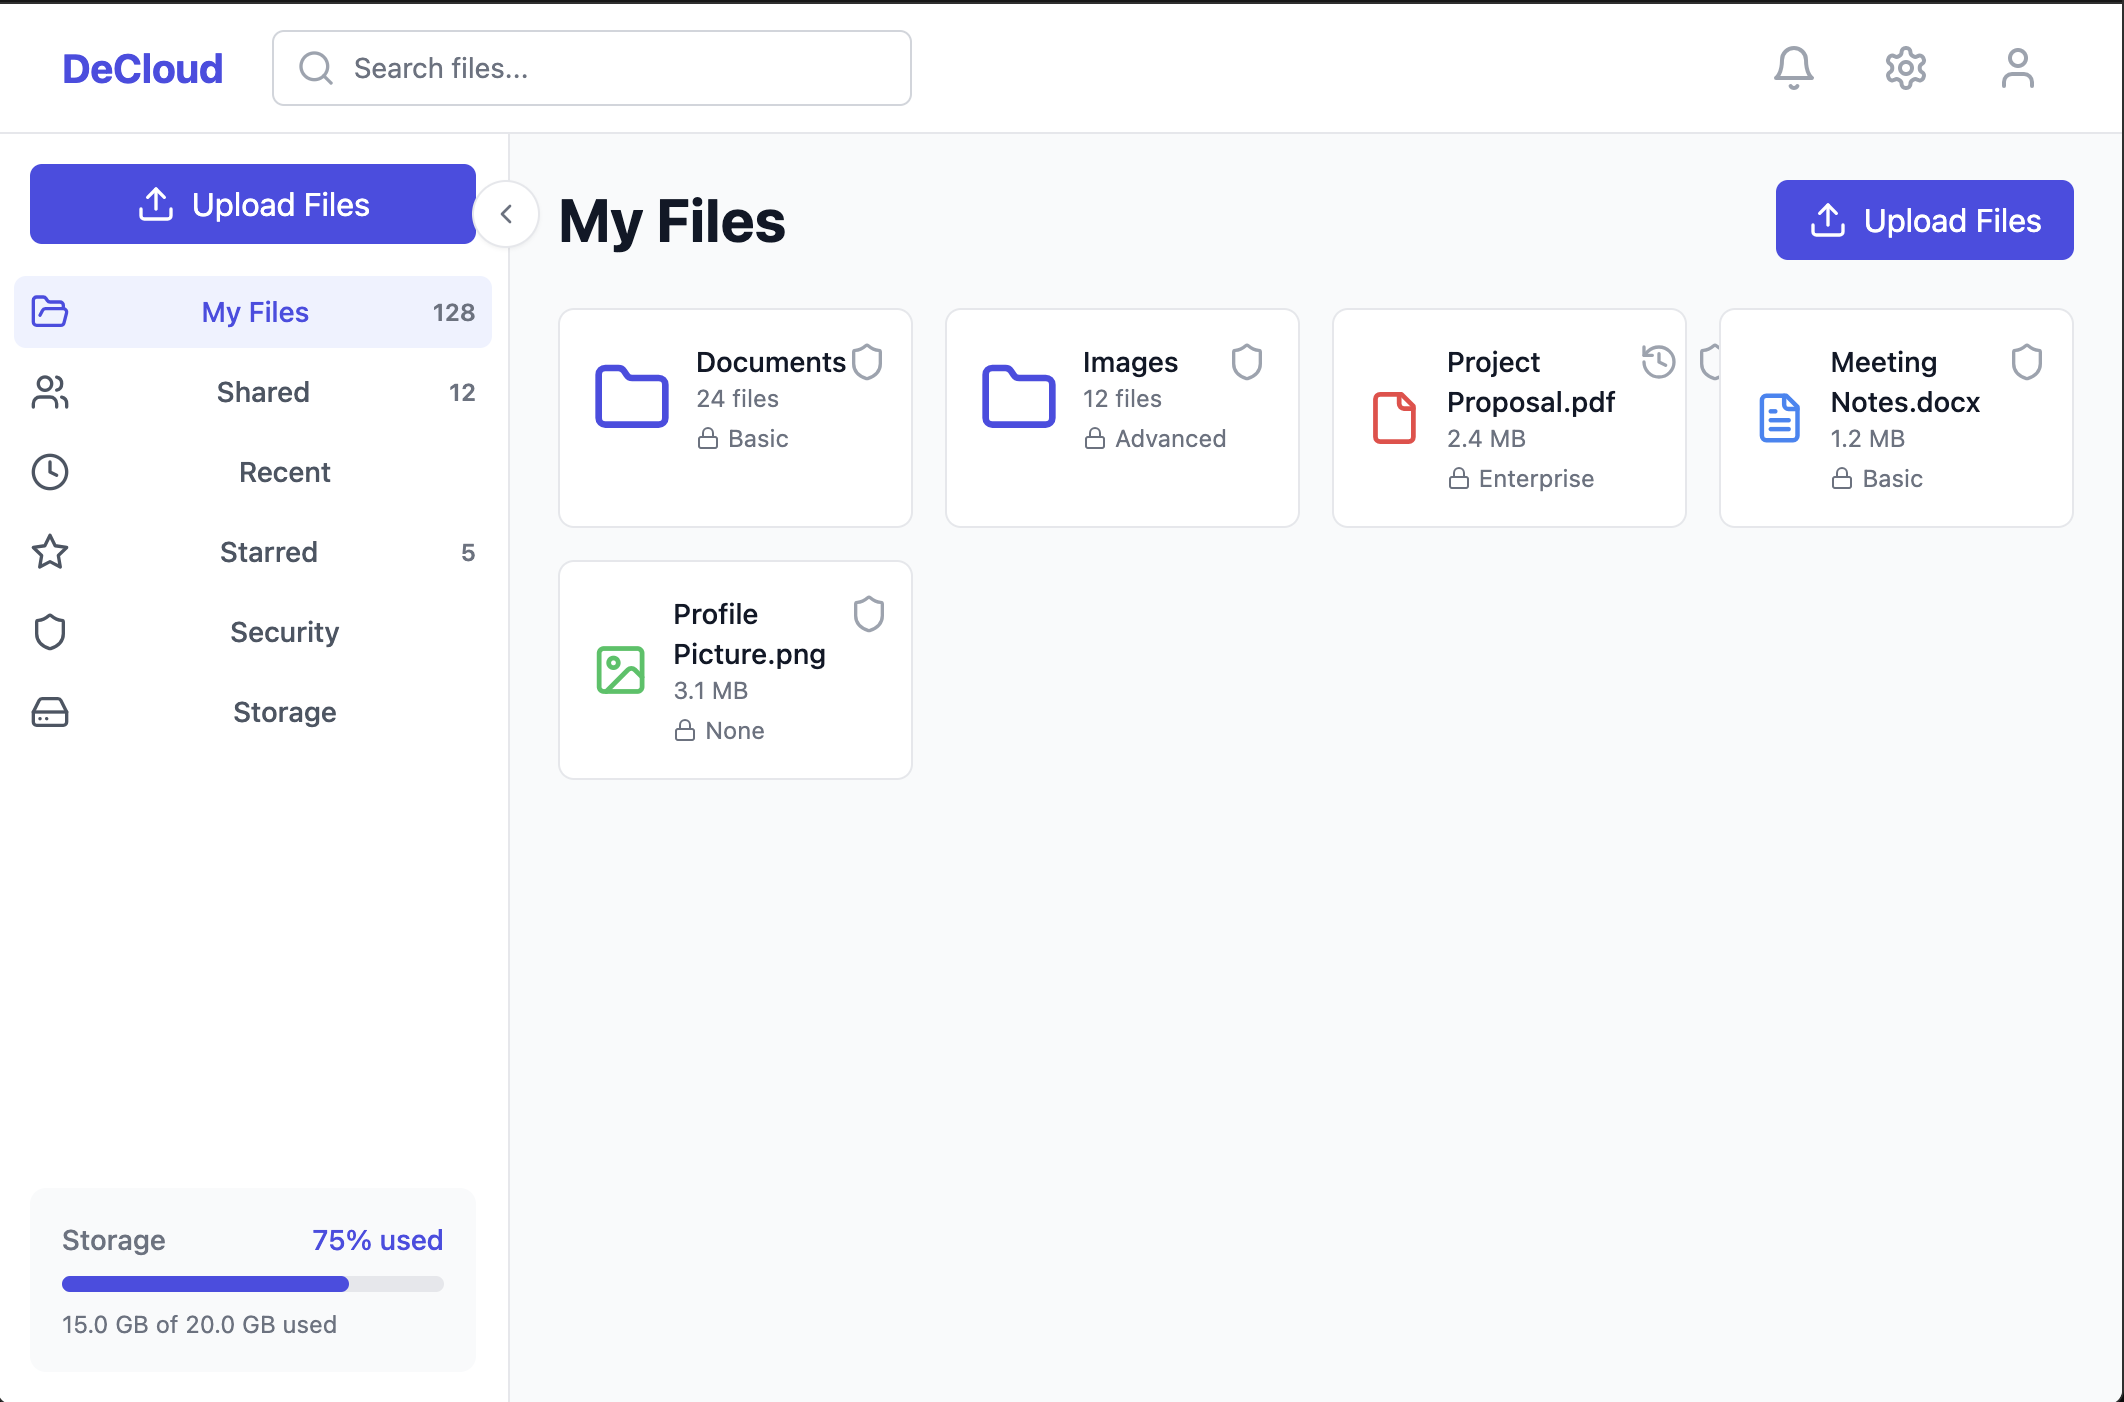 DeCloud
Search files...
Upload Files
My Files 128
Shared 12
Recent
Starred 5
Security
Storage
Storage 75% used
15.0 GB of 20.0 GB used
My Files
Upload Files
Documents
24 files
Basic
Images
12 files
Advanced
Project
Proposal.pdf
2.4 MB
Enterprise
Meeting
Notes.docx
1.2 MB
Basic
Profile
Picture.png
3.1 MB
None